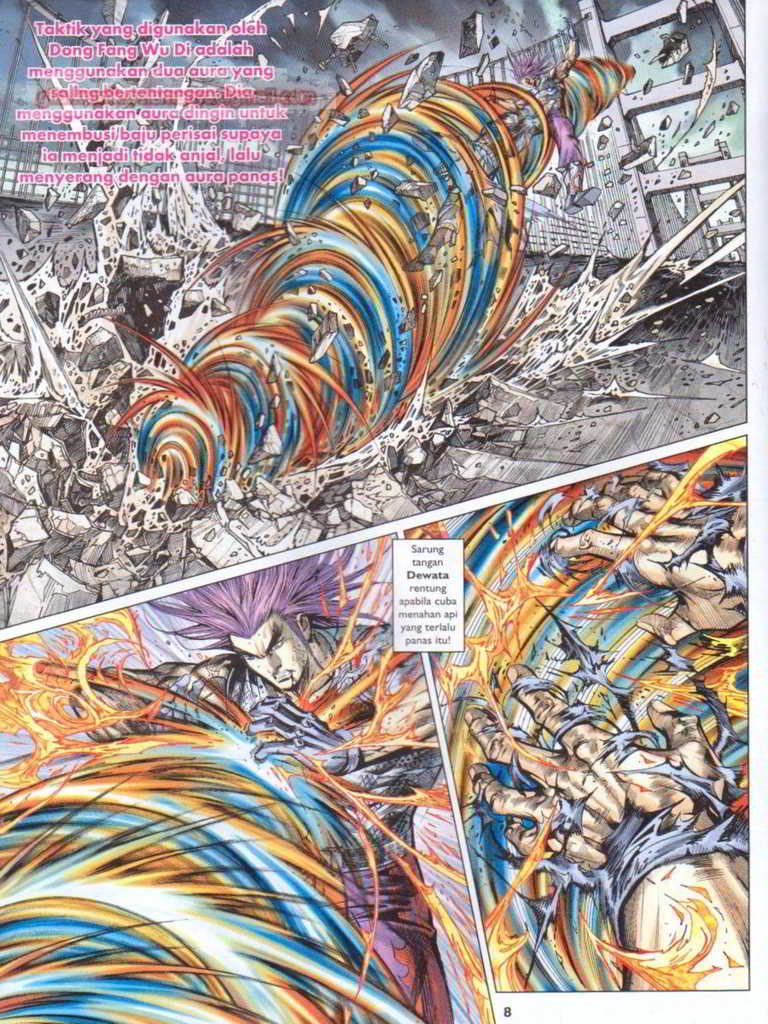 Taktik yang digunakan oleh
Dong Fang Wu Di adalah
menggunakan dua aura yang
saling bertentangan. Dia
menggunakan aura dingin untuk
menembusi baju perisai supaya
ia menjadi tidak anjal, lalu
menyerang dengan aura panas!
Sarung
tangan
Dewata
rentung
apabila cuba
menahan api
yang terlalu
panas itu!
8